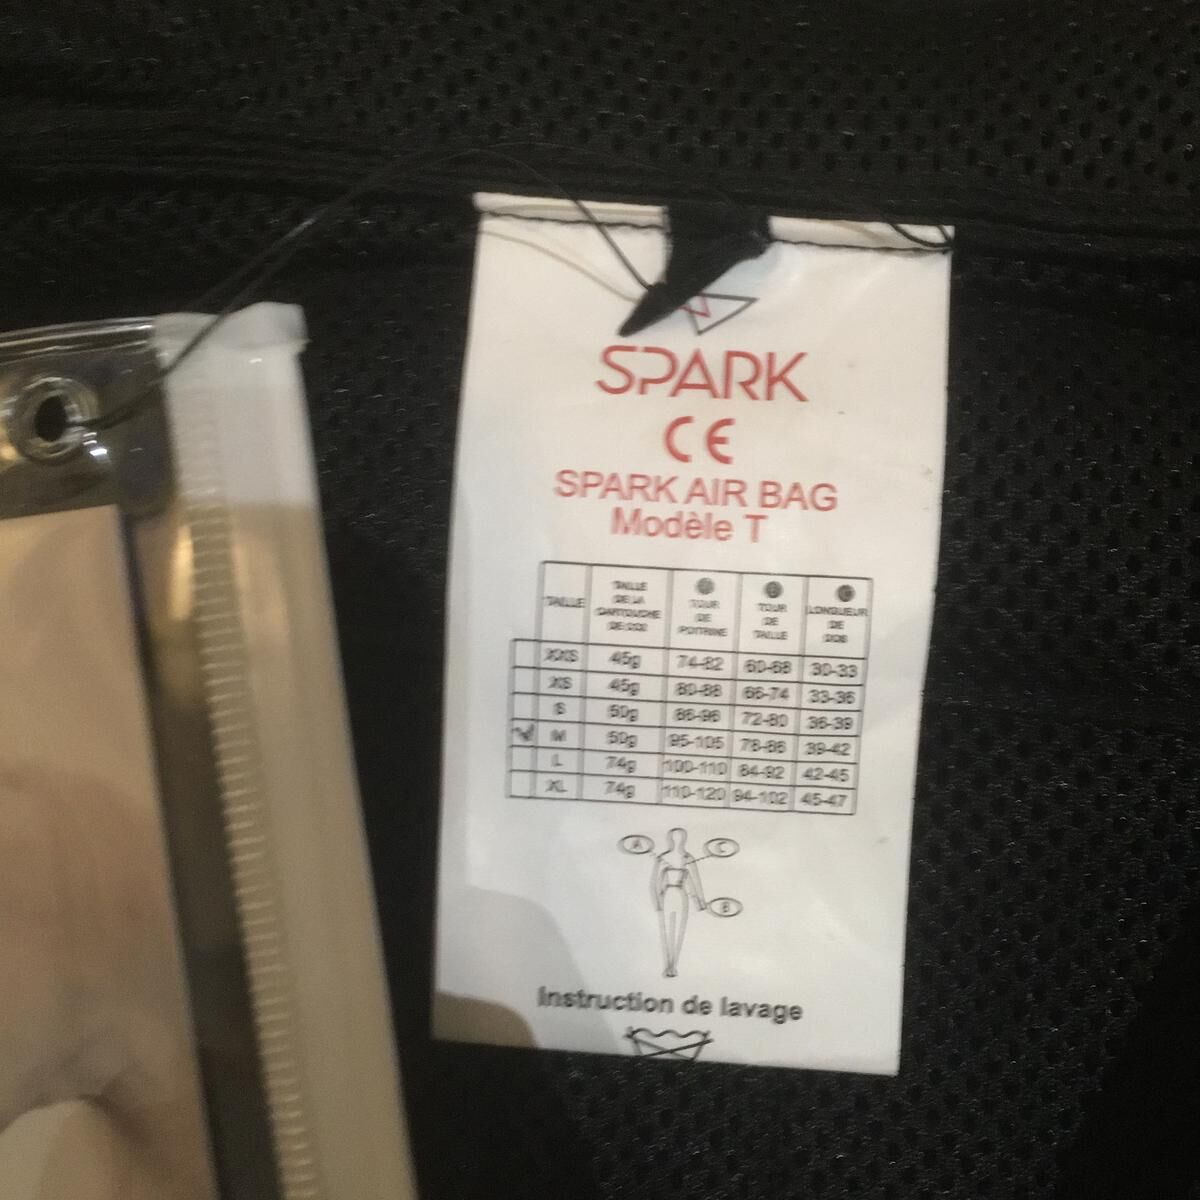 SPARK
CE
SPARK AIR BAG
Modèle T
TAILLE
TAILLE DE LA CARTOUCHE DE CO2
TOUR DE POITRINE
TOUR DE TAILLE
LONGUEUR DE DOS
XXS 45g 74-82 60-68 30-33
XS 45g 80-88 66-74 33-36
S 50g 86-96 72-80 36-39
M 50g 95-105 78-86 39-42
L 74g 100-110 84-92 42-45
XL 74g 110-120 94-102 45-47
A C
B
Instruction de lavage